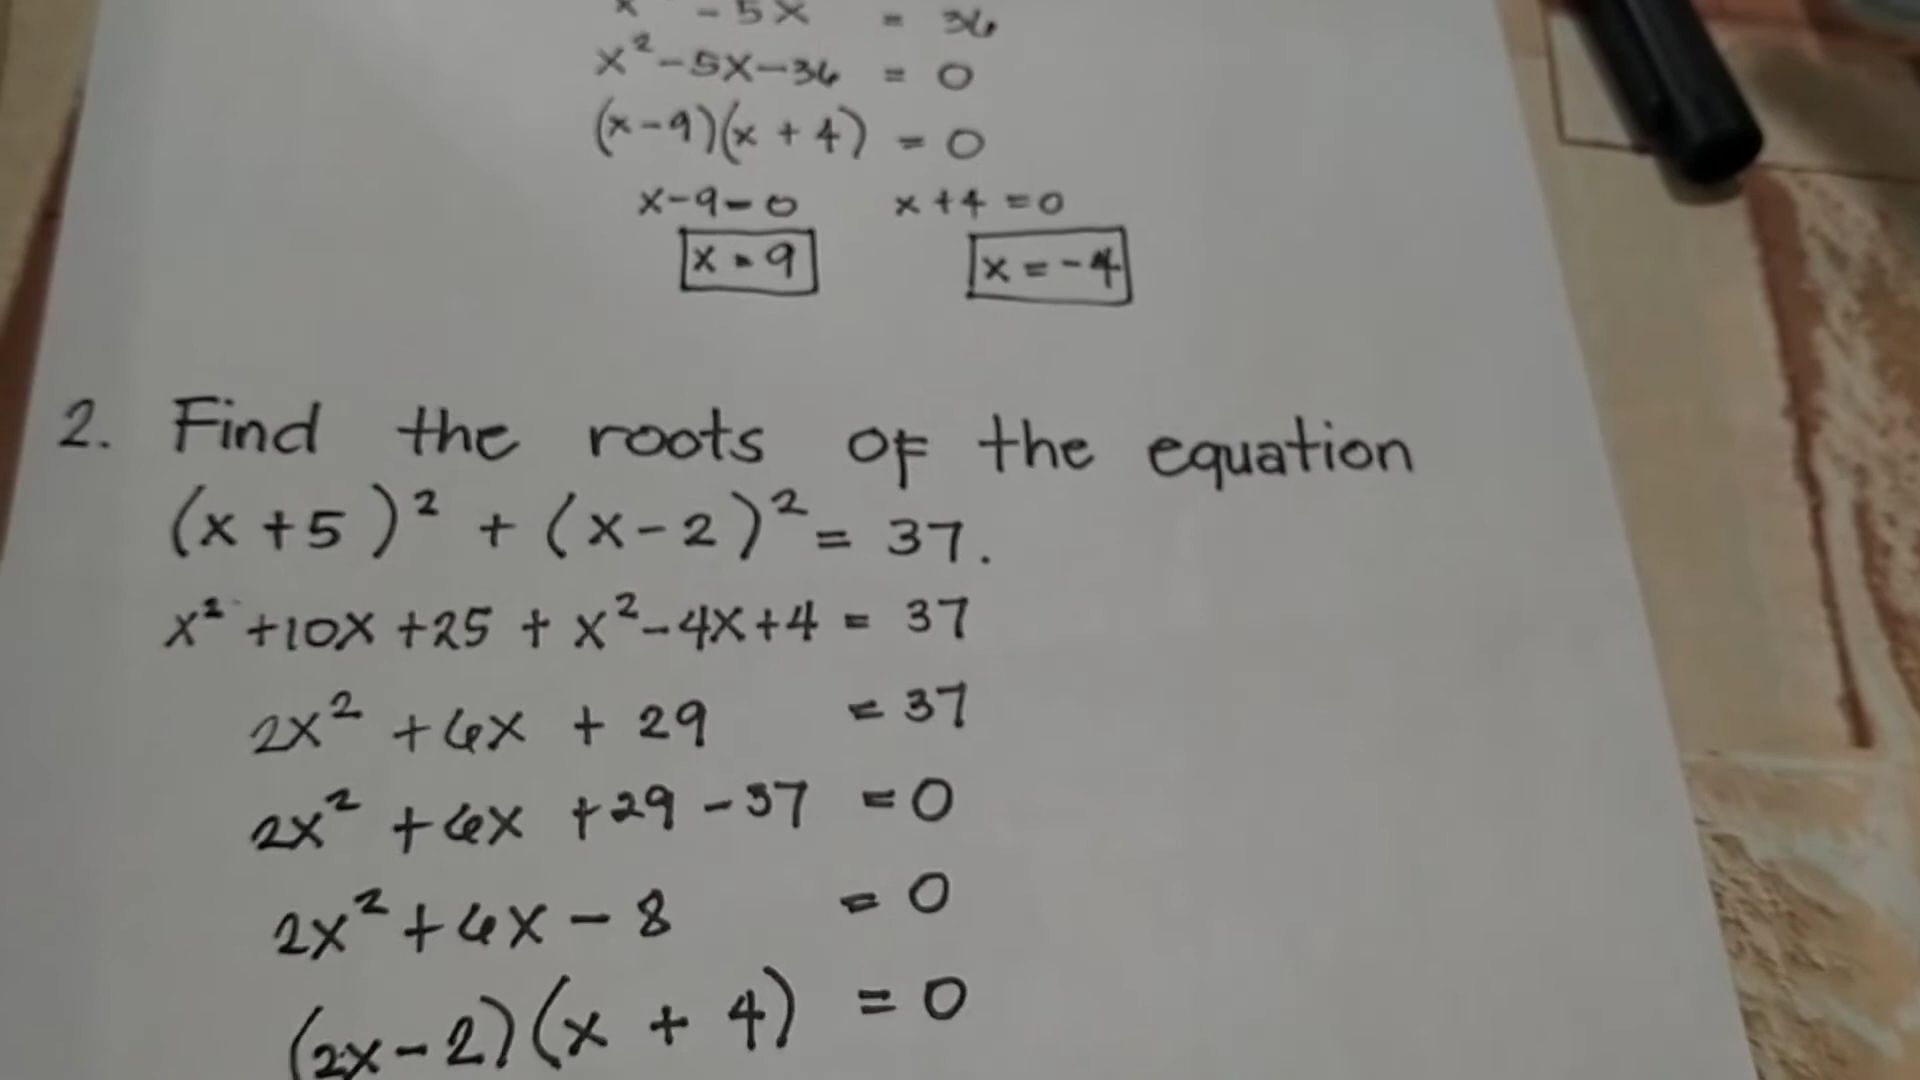 x - 5x = 36
x² - 5x - 36 = 0
(x - 9)(x + 4) = 0
x - 9 = 0 x + 4 = 0
x = 9 x = -4
2. Find the roots of the equation
(x + 5)² + (x - 2)² = 37.
x² + 10x + 25 + x² - 4x + 4 = 37
2x² + 6x + 29 = 37
2x² + 6x + 29 - 37 = 0
2x² + 6x - 8 = 0
(2x - 2)(x + 4) = 0